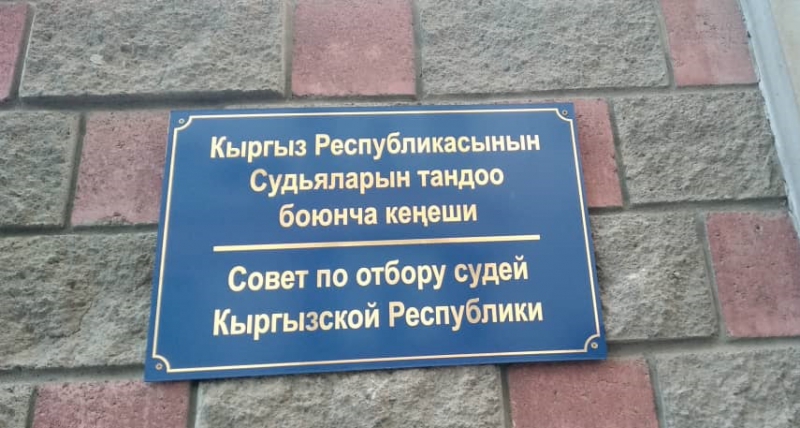 Кыргыз Республикасынын
Судьяларын тандоо
боюнча кеңеши
Совет по отбору судей
Кыргызской Республики